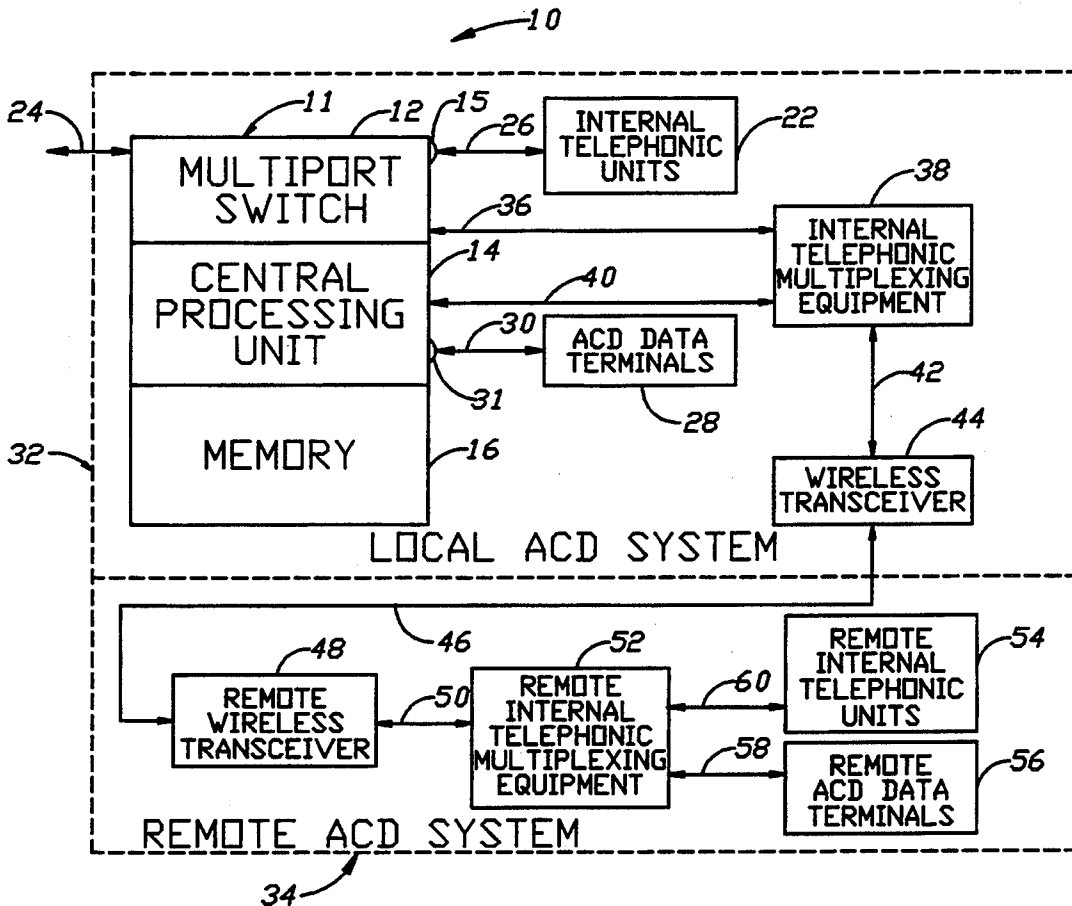 10
24
11
12
15
26
INTERNAL
TELEPHONIC
UNITS
22
MULTIPORT
SWITCH
36
38
INTERNAL
TELEPHONIC
MULTIPLEXING
EQUIPMENT
14
CENTRAL
PROCESSING
UNIT
40
30
ACD DATA
TERMINALS
31
28
42
44
32
MEMORY
16
WIRELESS
TRANSCEIVER
LOCAL ACD SYSTEM
46
48
REMOTE
WIRELESS
TRANSCEIVER
50
52
REMOTE
INTERNAL
TELEPHONIC
MULTIPLEXING
EQUIPMENT
60
REMOTE
INTERNAL
TELEPHONIC
UNITS
54
58
REMOTE
ACD DATA
TERMINALS
56
REMOTE ACD SYSTEM
34